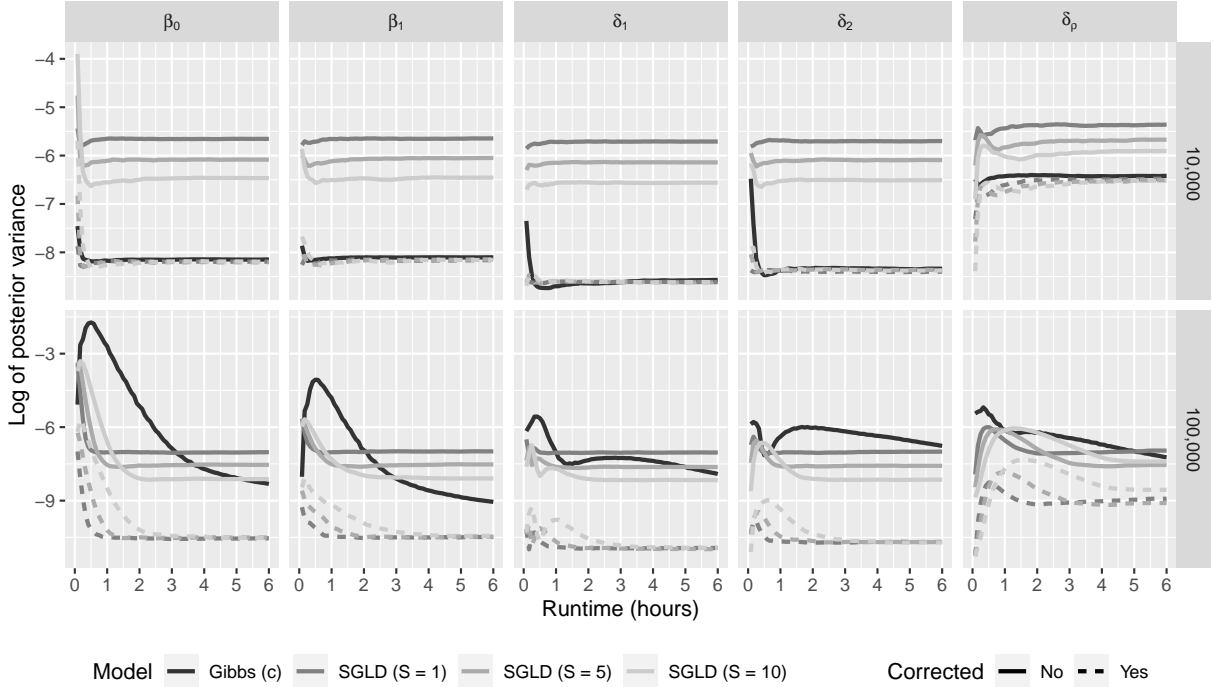 β₀ β₁ δ₁ δ₂ δᵨ
−4
−5
−6
−7
−8
10,000
−3
−6
−9
100,000
Log of posterior variance
0 1 2 3 4 5 6 0 1 2 3 4 5 6 0 1 2 3 4 5 6 0 1 2 3 4 5 6 0 1 2 3 4 5 6
Runtime (hours)
Model Gibbs (c) SGLD (S = 1) SGLD (S = 5) SGLD (S = 10) Corrected No Yes